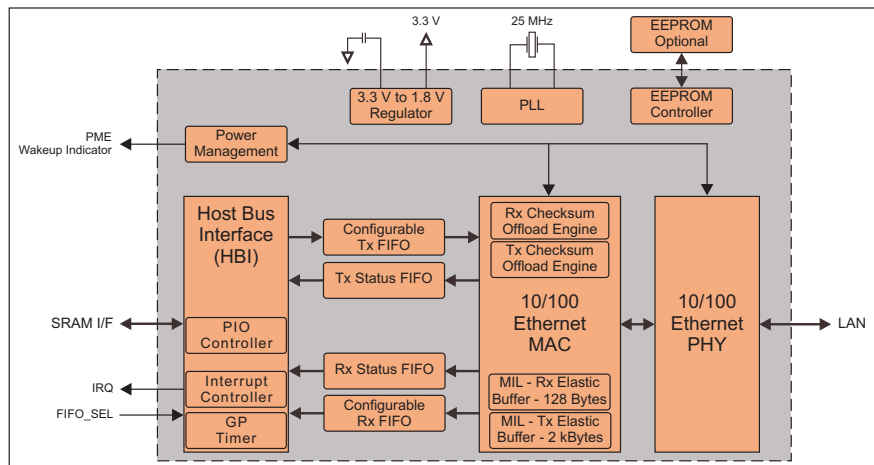 3.3 V
25 MHz
EEPROM
Optional
3.3 V to 1.8 V
Regulator
PLL
EEPROM
Controller
PME
Wakeup Indicator
Power
Management
Host Bus
Interface
(HBI)
Configurable
Tx FIFO
Rx Checksum
Offload Engine
Tx Checksum
Offload Engine
Tx Status FIFO
10/100
Ethernet
MAC
10/100
Ethernet
PHY
SRAM I/F
LAN
PIO
Controller
Rx Status FIFO
IRQ
Interrupt
Controller
MIL - Rx Elastic
Buffer - 128 Bytes
FIFO_SEL
GP
Timer
Configurable
Rx FIFO
MIL - Tx Elastic
Buffer - 2 kBytes